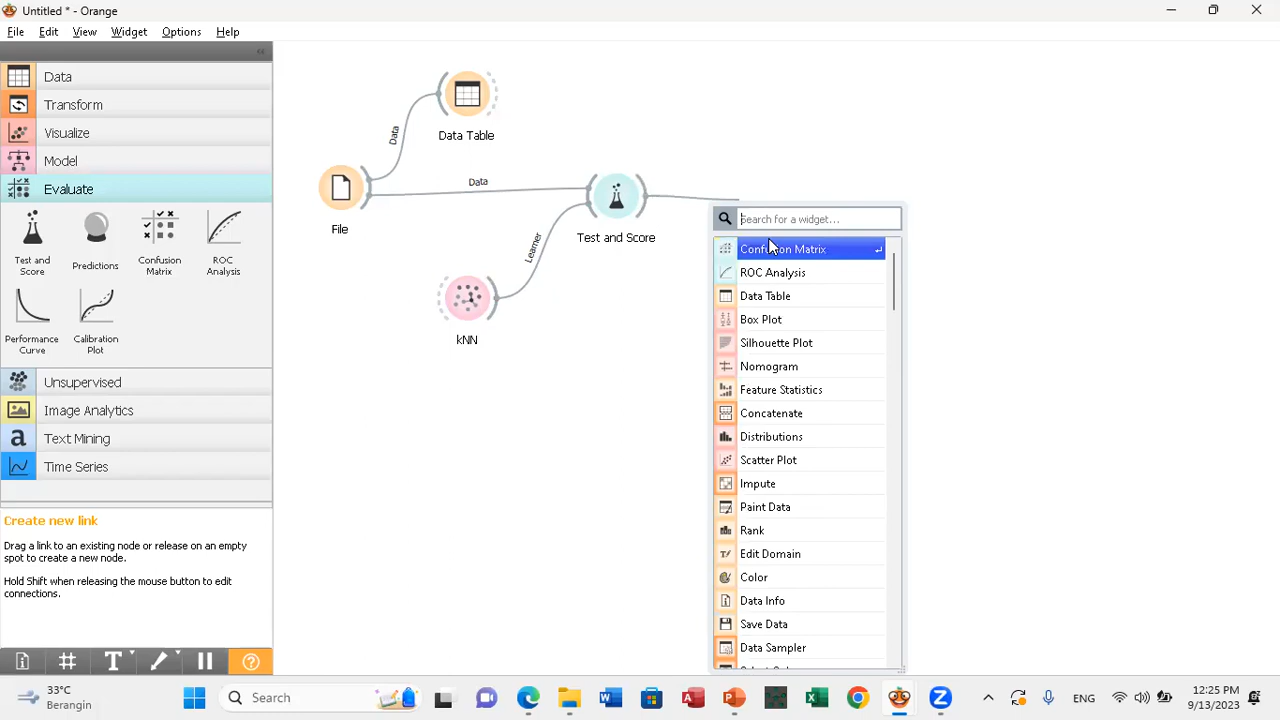 Untitled * - Orange
File Edit View Widget Options Help
Data
Transform
Visualize
Model
Evaluate
Test and Score
Predictions
Confusion Matrix
ROC Analysis
Performance Curve
Calibration Plot
Unsupervised
Image Analytics
Text Mining
Time Series
Create new link
Drag a link to an existing node or release on an empty
spot to create a new node.
Hold Shift when releasing the mouse button to edit
connections.
Data Table
Data
File
Data
Test and Score
Learner
kNN
Search for a widget...
Confusion Matrix
ROC Analysis
Data Table
Box Plot
Silhouette Plot
Nomogram
Feature Statistics
Concatenate
Distributions
Scatter Plot
Impute
Paint Data
Rank
Edit Domain
Color
Data Info
Save Data
Data Sampler
33°C
Berangin
Search
ENG
12:25 PM
9/13/2023